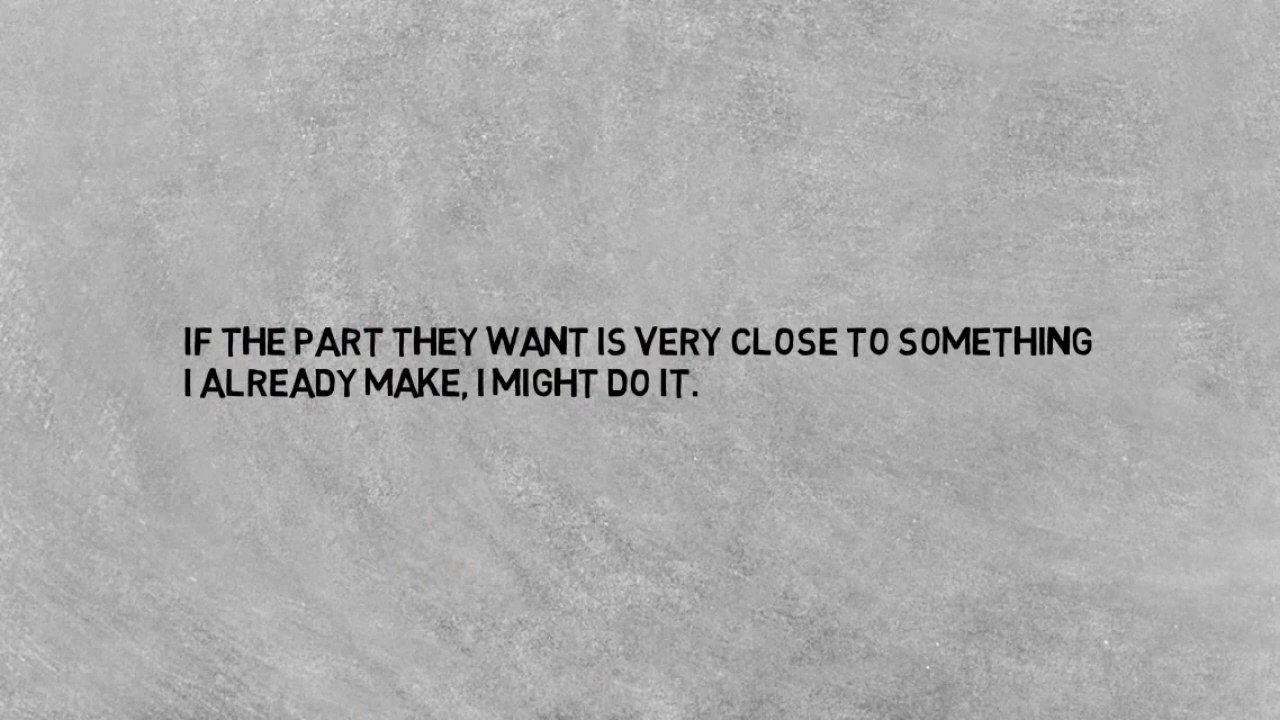 IF THE PART THEY WANT IS VERY CLOSE TO SOMETHING
I ALREADY MAKE, I MIGHT DO IT.